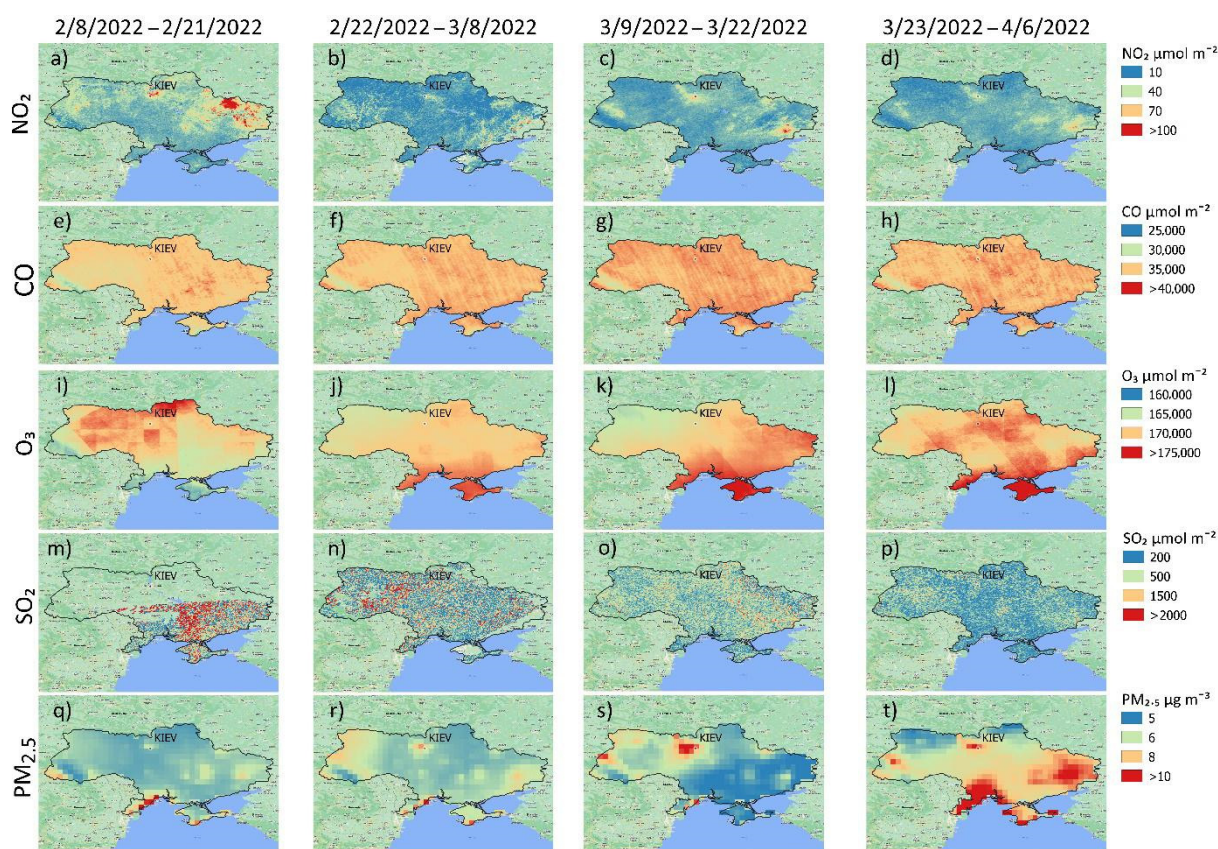 2/8/2022 – 2/21/2022
2/22/2022 – 3/8/2022
3/9/2022 – 3/22/2022
3/23/2022 – 4/6/2022
NO₂
a)
KIEV
b)
KIEV
c)
KIEV
d)
KIEV
NO₂ µmol m⁻²
10
40
70
>100
CO
e)
KIEV
f)
KIEV
g)
KIEV
h)
KIEV
CO µmol m⁻²
25,000
30,000
35,000
>40,000
O₃
i)
KIEV
j)
KIEV
k)
KIEV
l)
KIEV
O₃ µmol m⁻²
160,000
165,000
170,000
>175,000
SO₂
m)
KIEV
n)
KIEV
o)
KIEV
p)
KIEV
SO₂ µmol m⁻²
200
500
1500
>2000
PM₂.₅
q)
KIEV
r)
KIEV
s)
KIEV
t)
KIEV
PM₂.₅ µg m⁻³
5
6
8
>10